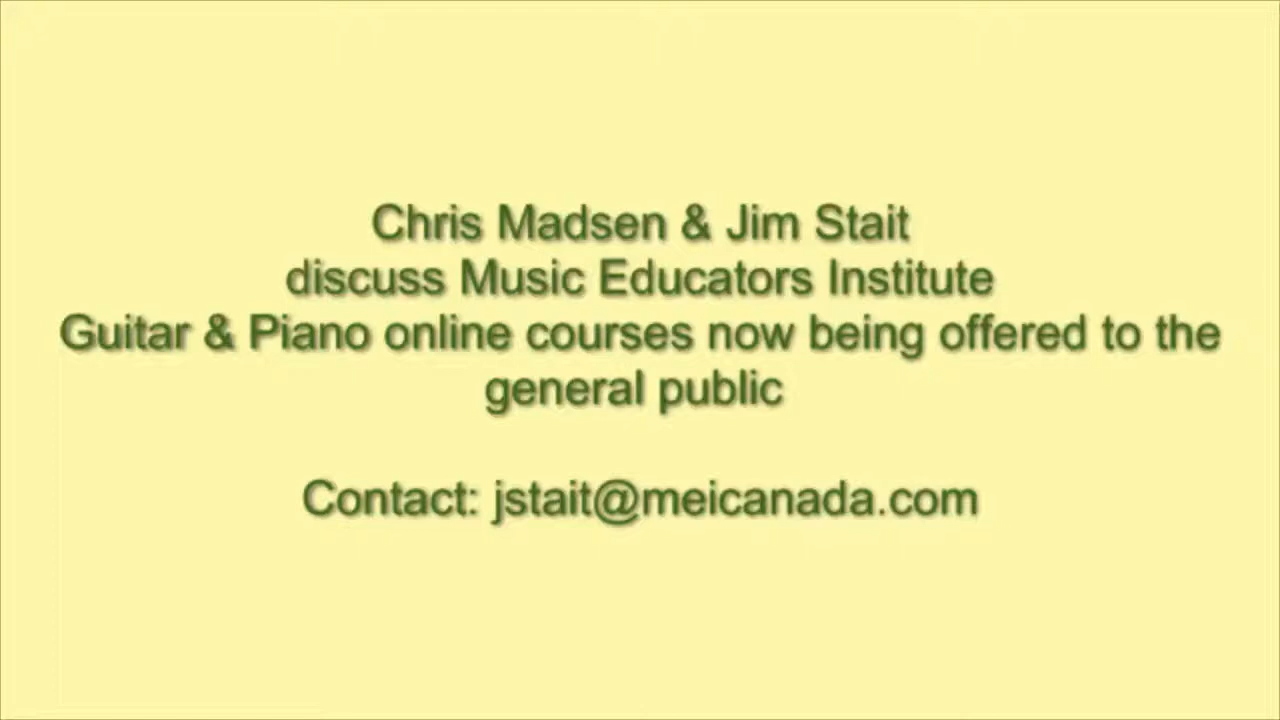 Chris Madsen & Jim Stait
discuss Music Educators Institute
Guitar & Piano online courses now being offered to the
general public
Contact: jstait@meicanada.com